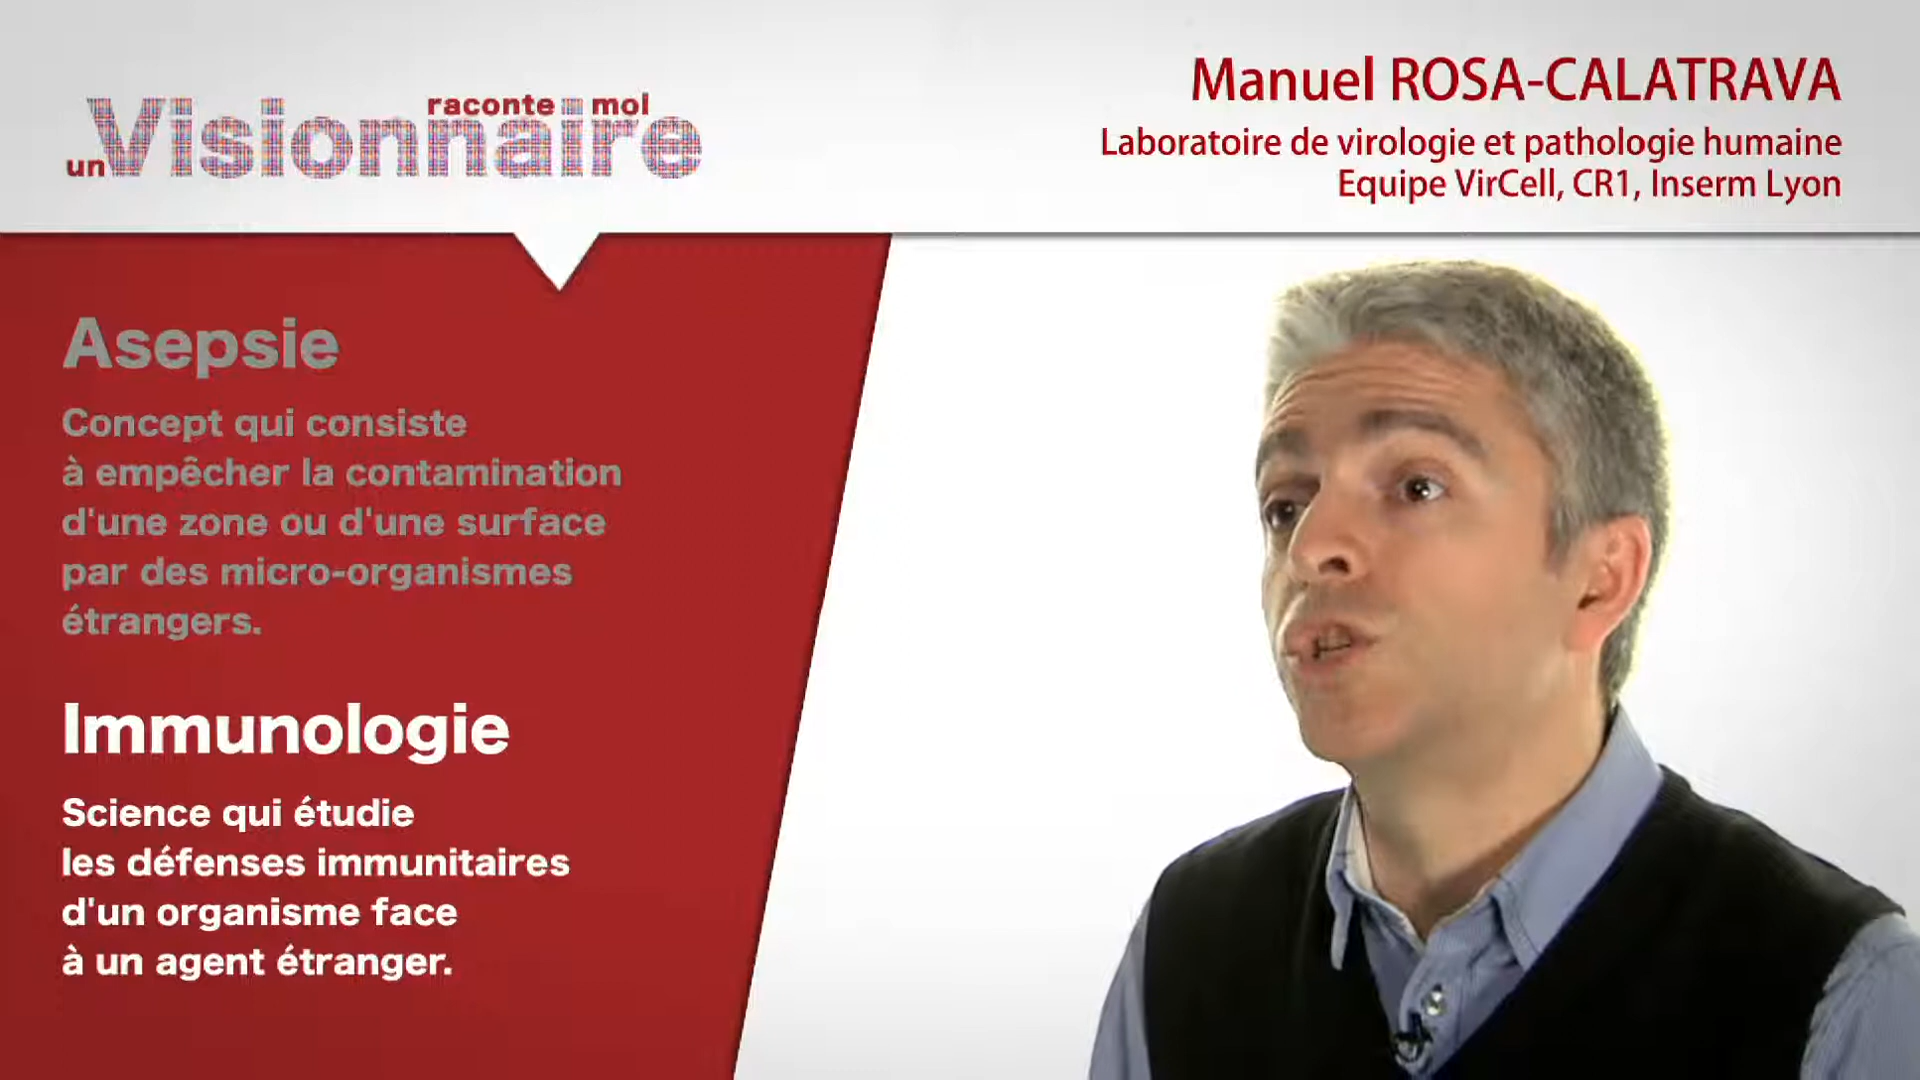 raconte moi
un Visionnaire
Manuel ROSA-CALATRAVA
Laboratoire de virologie et pathologie humaine
Equipe VirCell, CR1, Inserm Lyon
Asepsie
Concept qui consiste
à empêcher la contamination
d'une zone ou d'une surface
par des micro-organismes
étrangers.
Immunologie
Science qui étudie
les défenses immunitaires
d'un organisme face
à un agent étranger.